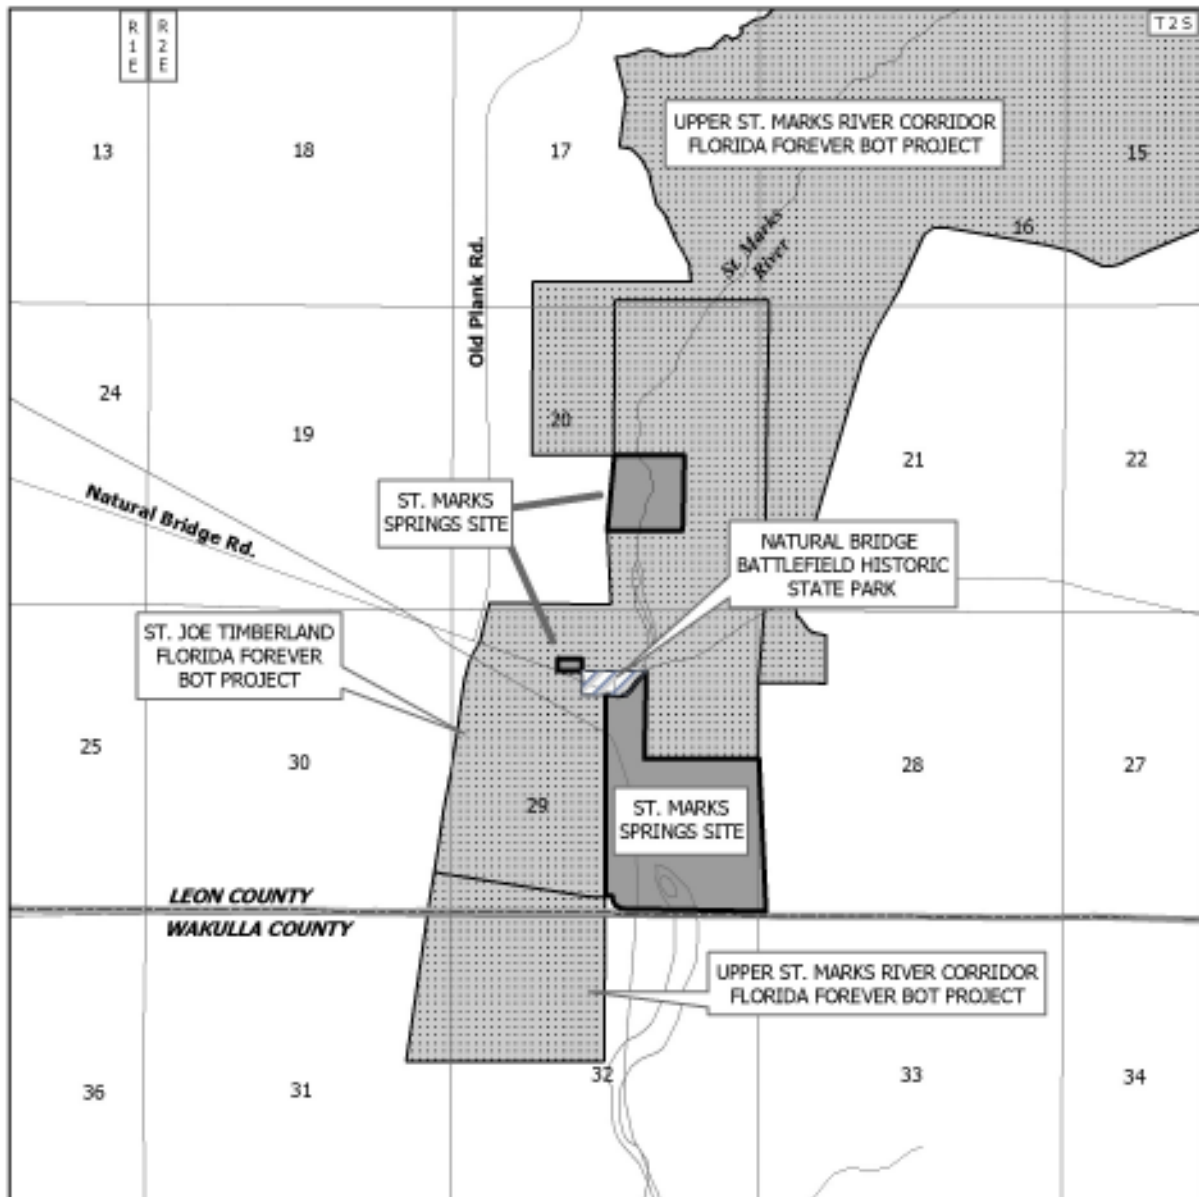 R
1
E
R
2
E
T 2 S
UPPER ST. MARKS RIVER CORRIDOR
FLORIDA FOREVER BOT PROJECT
13
18
17
15
16
St. Marks
River
Old Plank Rd.
24
19
20
21
22
Natural Bridge Rd.
ST. MARKS
SPRINGS SITE
NATURAL BRIDGE
BATTLEFIELD HISTORIC
STATE PARK
ST. JOE TIMBERLAND
FLORIDA FOREVER
BOT PROJECT
25
30
29
28
27
ST. MARKS
SPRINGS SITE
LEON COUNTY
WAKULLA COUNTY
UPPER ST. MARKS RIVER CORRIDOR
FLORIDA FOREVER BOT PROJECT
36
31
32
33
34